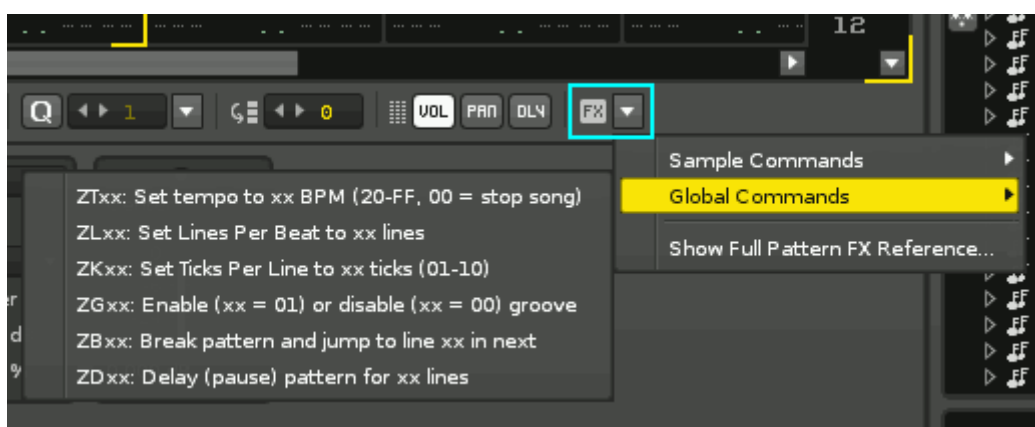 12
Q 1 0 VOL PAN DLY FX
Sample Commands
Global Commands
Show Full Pattern FX Reference...
ZTxx: Set tempo to xx BPM (20-FF, 00 = stop song)
ZLxx: Set Lines Per Beat to xx lines
ZKxx: Set Ticks Per Line to xx ticks (01-10)
ZGxx: Enable (xx = 01) or disable (xx = 00) groove
ZBxx: Break pattern and jump to line xx in next
ZDxx: Delay (pause) pattern for xx lines
er
d
%